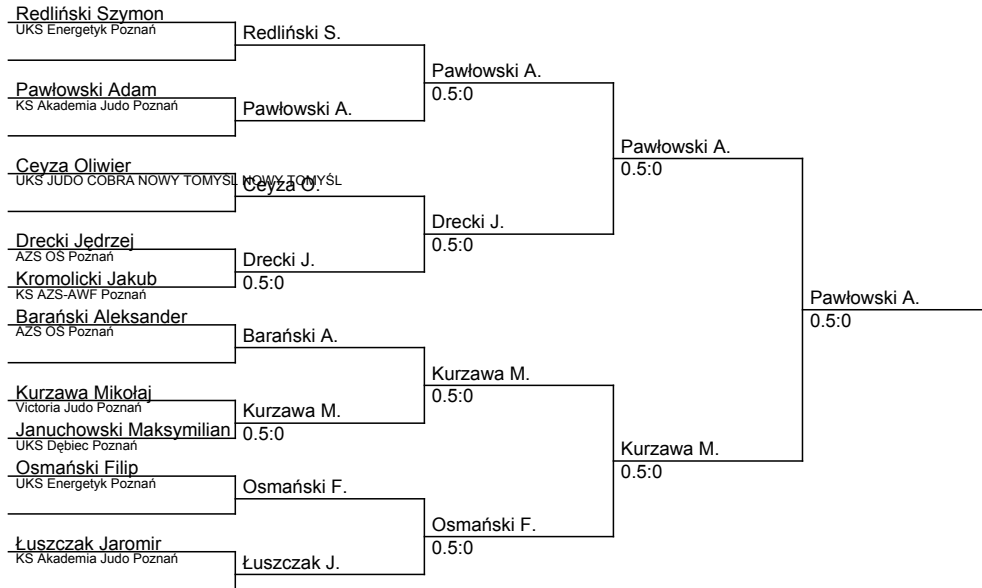 Redliński Szymon
UKS Energetyk Poznań
Pawłowski Adam
KS Akademia Judo Poznań
Ceyza Oliwier
UKS JUDO COBRA NOWY TOMYŚL NOWY TOMYŚL
Drecki Jędrzej
AZS OŚ Poznań
Kromolicki Jakub
KS AZS-AWF Poznań
Barański Aleksander
AZS OŚ Poznań
Kurzawa Mikołaj
Victoria Judo Poznań
Januchowski Maksymilian
UKS Dębiec Poznań
Osmański Filip
UKS Energetyk Poznań
Łuszczak Jaromir
KS Akademia Judo Poznań
Redliński S.
Pawłowski A.
Ceyza O.
Drecki J.
0.5:0
Barański A.
Kurzawa M.
0.5:0
Osmański F.
Łuszczak J.
Pawłowski A.
0.5:0
Drecki J.
0.5:0
Kurzawa M.
0.5:0
Osmański F.
0.5:0
Pawłowski A.
0.5:0
Kurzawa M.
0.5:0
Pawłowski A.
0.5:0